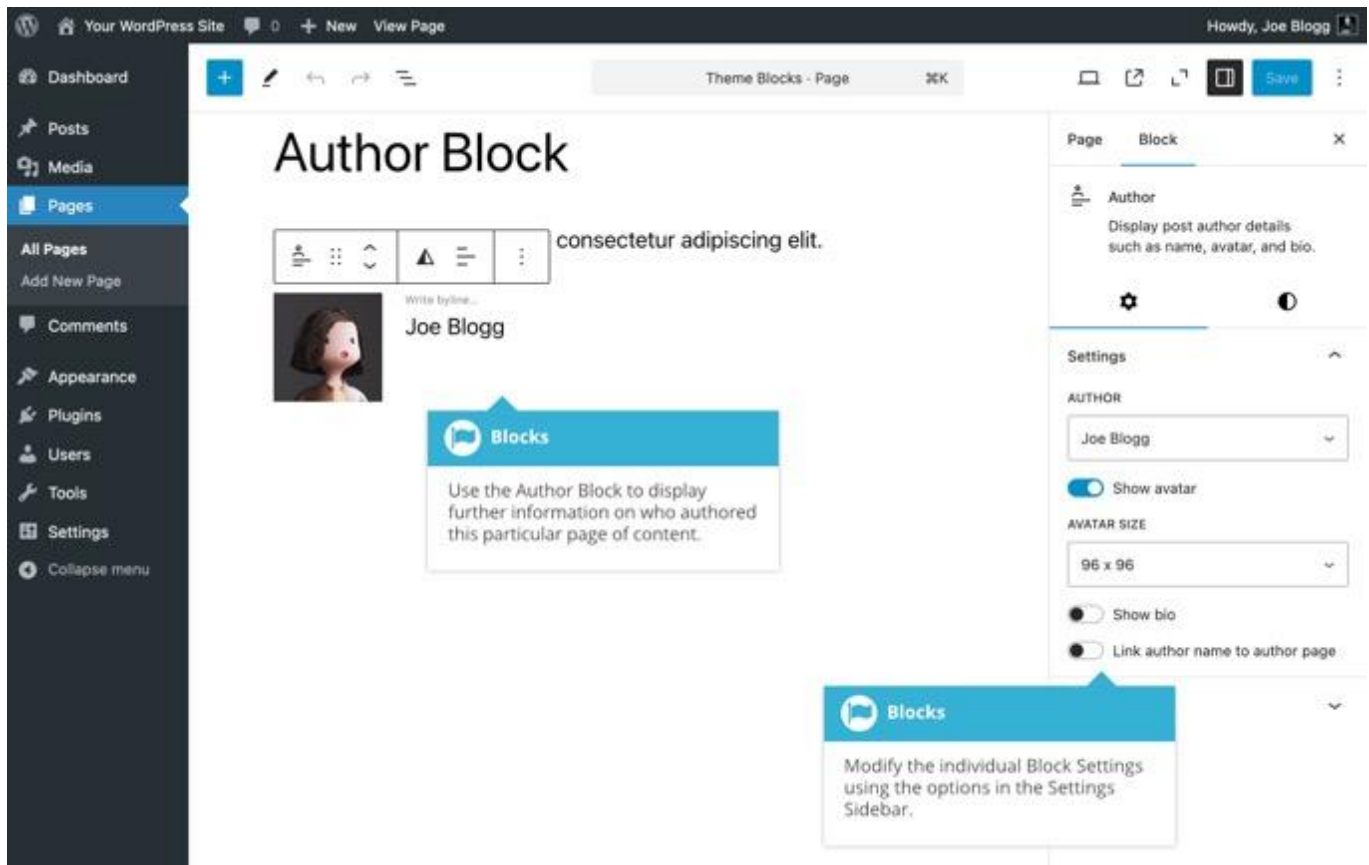 Your WordPress Site 0 + New View Page Howdy, Joe Blogg
Dashboard
Posts
Media
Pages
All Pages
Add New Page
Comments
Appearance
Plugins
Users
Tools
Settings
Collapse menu
Theme Blocks - Page ⌘K
Save
Author Block
consectetur adipiscing elit.
Write byline...
Joe Blogg
Blocks
Use the Author Block to display
further information on who authored
this particular page of content.
Page Block
Author
Display post author details
such as name, avatar, and bio.
Settings
AUTHOR
Joe Blogg
Show avatar
AVATAR SIZE
96 x 96
Show bio
Link author name to author page
Blocks
Modify the individual Block Settings
using the options in the Settings
Sidebar.